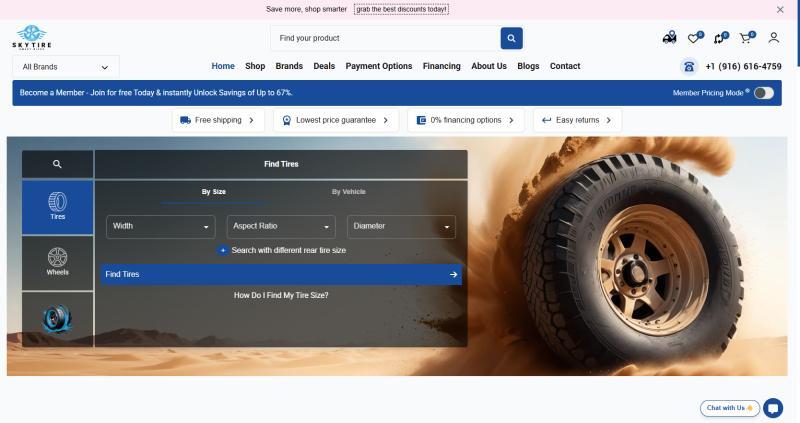 Save more, shop smarter grab the best discounts today!
SKYTIRE
Find your product
0 0 0
All Brands
Home Shop Brands Deals Payment Options Financing About Us Blogs Contact
+1 (916) 616-4759
Become a Member - Join for free Today & instantly Unlock Savings of Up to 67%.
Member Pricing Mode ®
Free shipping
Lowest price guarantee
0% financing options
Easy returns
Find Tires
By Size
By Vehicle
Tires
Width
Aspect Ratio
Diameter
+ Search with different rear tire size
Wheels
Find Tires
How Do I Find My Tire Size?
Chat with Us 👋